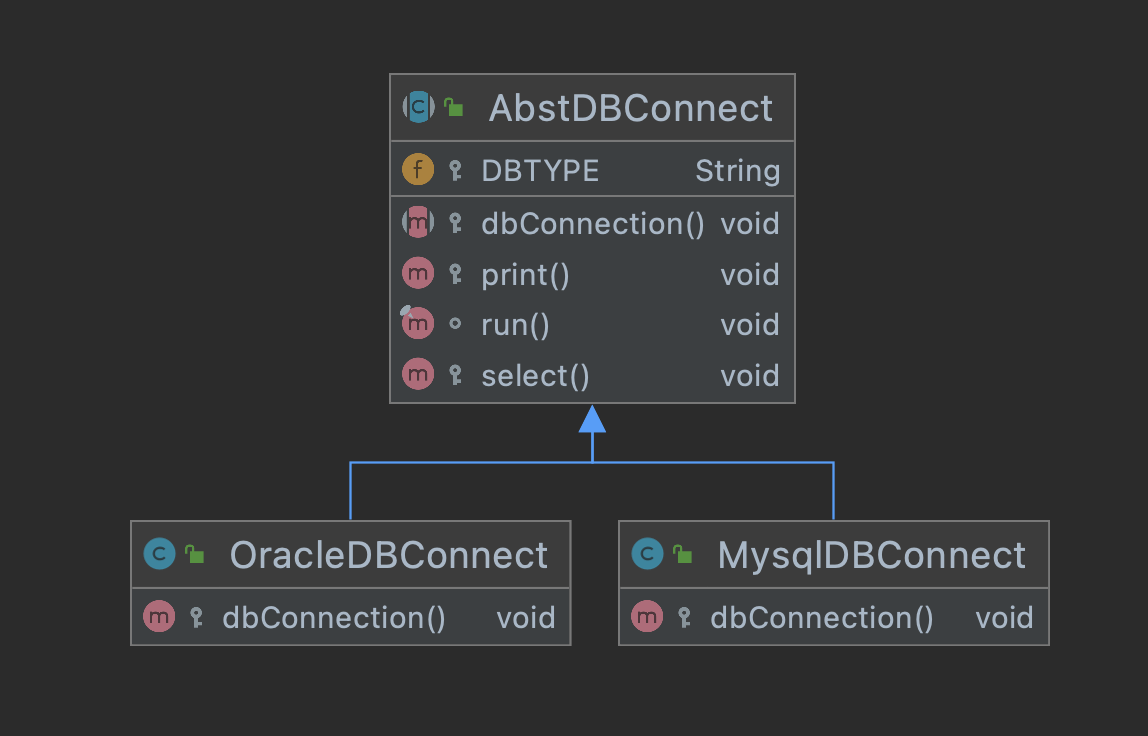 AbstDBConnect
DBTYPE String
dbConnection() void
print() void
run() void
select() void
OracleDBConnect
dbConnection() void
MysqlDBConnect
dbConnection() void